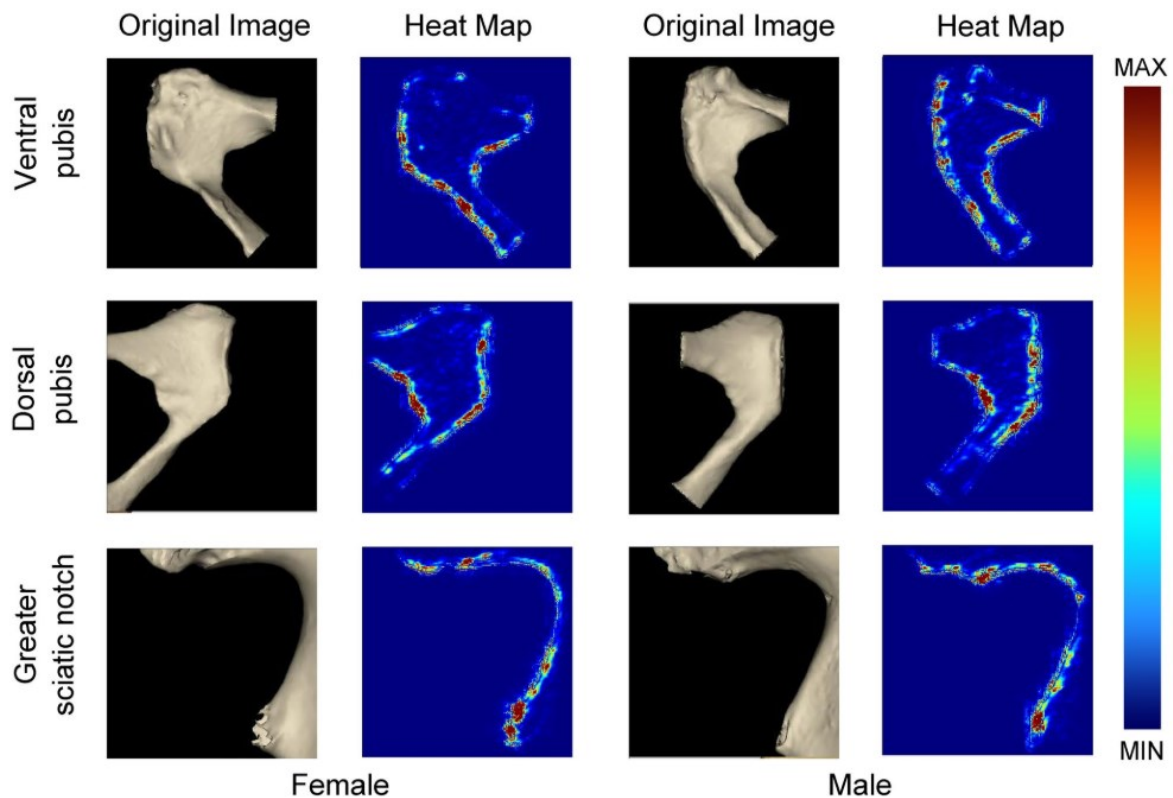 Original Image
Heat Map
Original Image
Heat Map
MAX
Ventral
pubis
Dorsal
pubis
Greater
sciatic notch
MIN
Female
Male